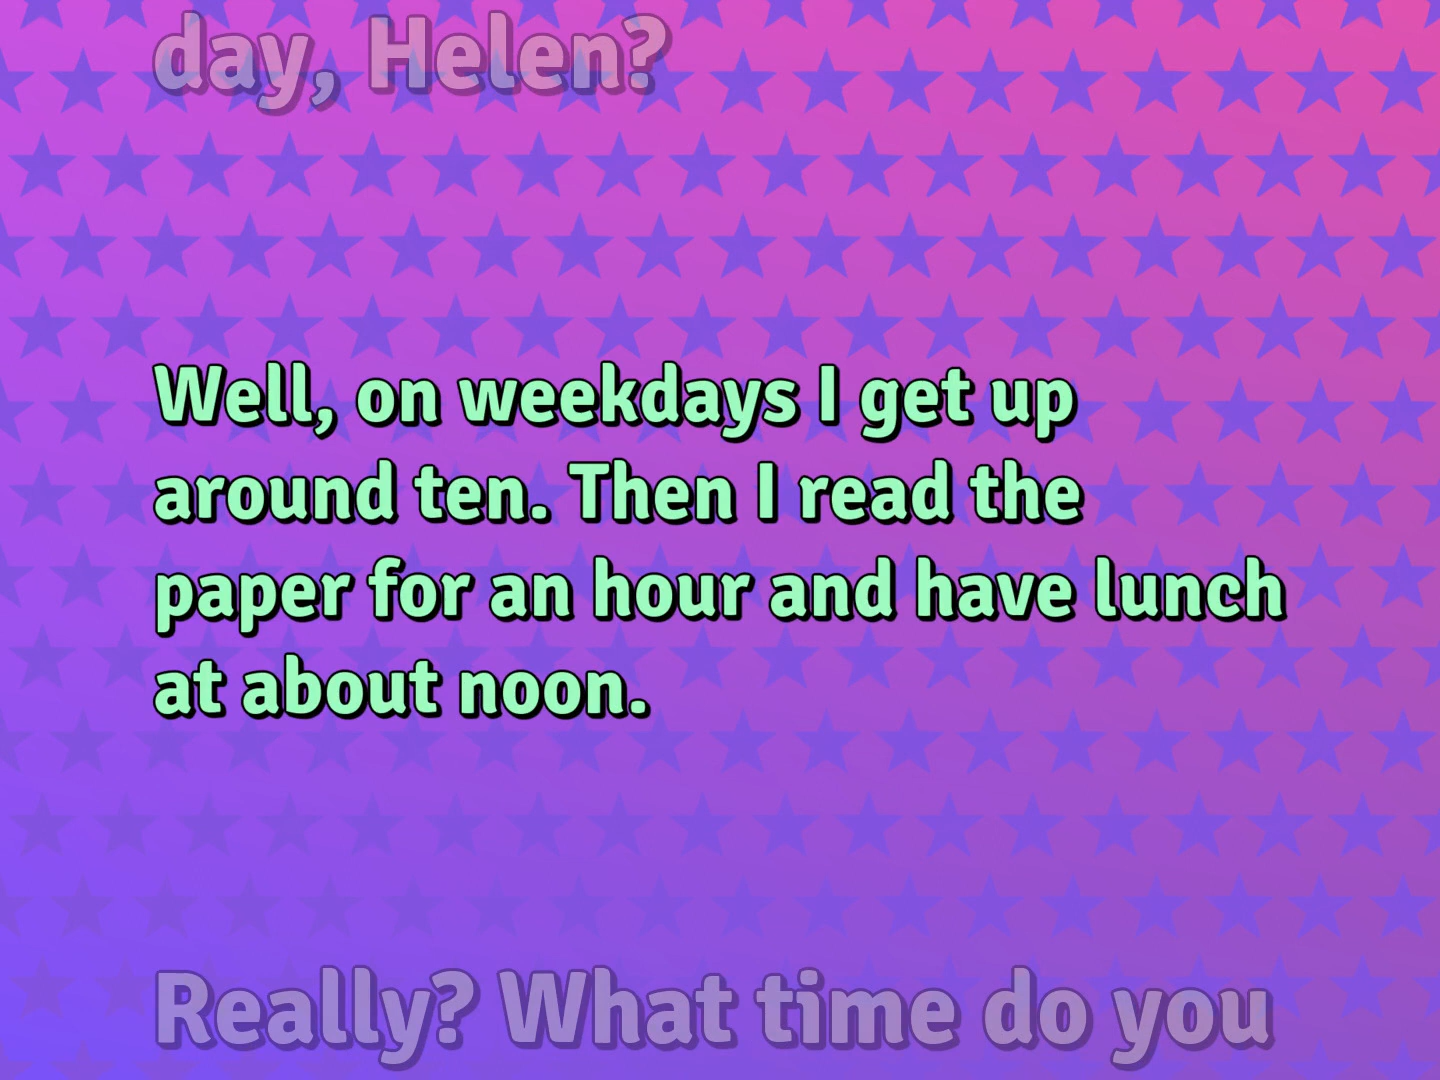 day, Helen?
Well, on weekdays I get up
around ten. Then I read the
paper for an hour and have lunch
at about noon.
Really? What time do you